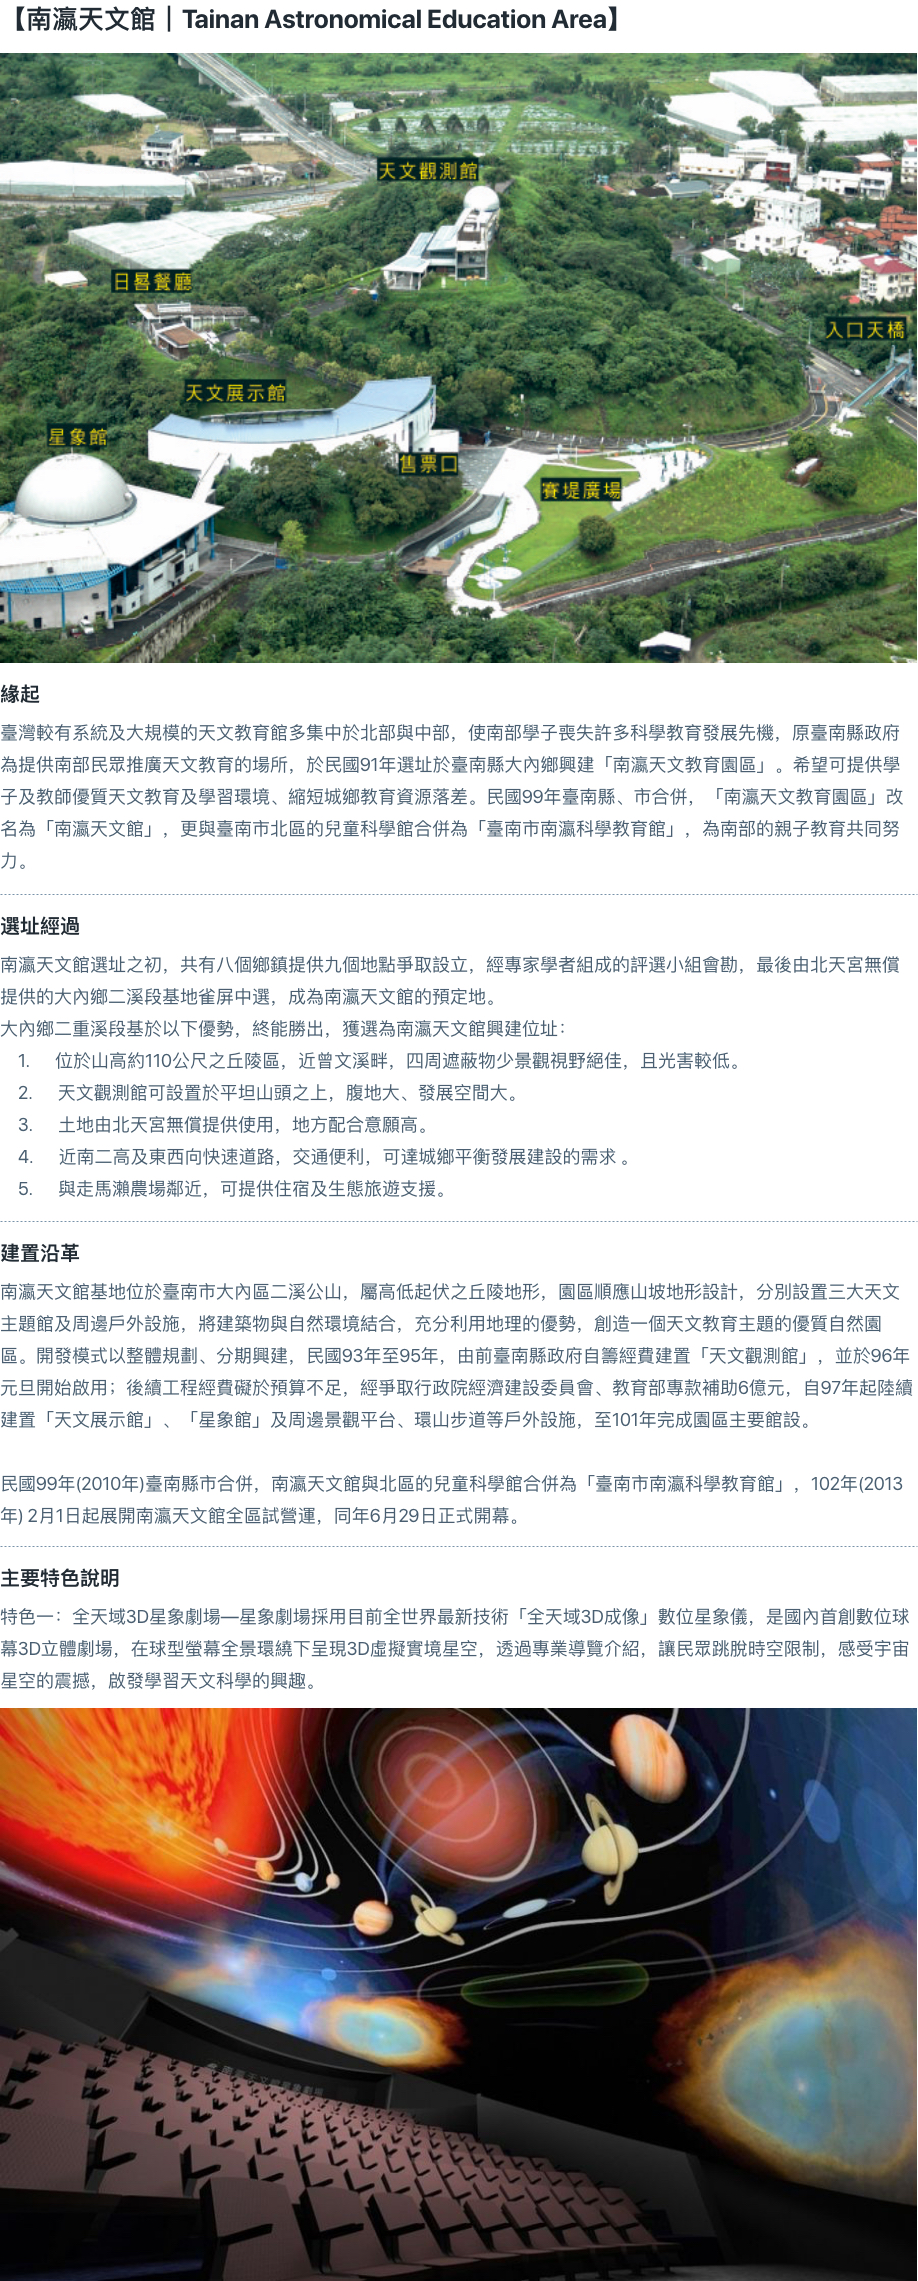 【南瀛天文館｜Tainan Astronomical Education Area】
天文觀測館
日晷餐廳
入口天橋
天文展示館
星象館
售票口
賽堤廣場
緣起
臺灣較有系統及大規模的天文教育館多集中於北部與中部，使南部學子喪失許多科學教育發展先機，原臺南縣政府
為提供南部民眾推廣天文教育的場所，於民國91年選址於臺南縣大內鄉興建「南瀛天文教育園區」。希望可提供學
子及教師優質天文教育及學習環境、縮短城鄉教育資源落差。民國99年臺南縣、市合併，「南瀛天文教育園區」改
名為「南瀛天文館」，更與臺南市北區的兒童科學館合併為「臺南市南瀛科學教育館」，為南部的親子教育共同努
力。
選址經過
南瀛天文館選址之初，共有八個鄉鎮提供九個地點爭取設立，經專家學者組成的評選小組會勘，最後由北天宮無償
提供的大內鄉二溪段基地雀屏中選，成為南瀛天文館的預定地。
大內鄉二重溪段基於以下優勢，終能勝出，獲選為南瀛天文館興建位址：
1. 位於山高約110公尺之丘陵區，近曾文溪畔，四周遮蔽物少景觀視野絕佳，且光害較低。
2. 天文觀測館可設置於平坦山頭之上，腹地大、發展空間大。
3. 土地由北天宮無償提供使用，地方配合意願高。
4. 近南二高及東西向快速道路，交通便利，可達城鄉平衡發展建設的需求 。
5. 與走馬瀨農場鄰近，可提供住宿及生態旅遊支援。
建置沿革
南瀛天文館基地位於臺南市大內區二溪公山，屬高低起伏之丘陵地形，園區順應山坡地形設計，分別設置三大天文
主題館及周邊戶外設施，將建築物與自然環境結合，充分利用地理的優勢，創造一個天文教育主題的優質自然園
區。開發模式以整體規劃、分期興建，民國93年至95年，由前臺南縣政府自籌經費建置「天文觀測館」，並於96年
元旦開始啟用；後續工程經費礙於預算不足，經爭取行政院經濟建設委員會、教育部專款補助6億元，自97年起陸續
建置「天文展示館」、「星象館」及周邊景觀平台、環山步道等戶外設施，至101年完成園區主要館設。
民國99年(2010年)臺南縣市合併，南瀛天文館與北區的兒童科學館合併為「臺南市南瀛科學教育館」，102年(2013
年) 2月1日起展開南瀛天文館全區試營運，同年6月29日正式開幕。
主要特色說明
特色一：全天域3D星象劇場—星象劇場採用目前全世界最新技術「全天域3D成像」數位星象儀，是國內首創數位球
幕3D立體劇場，在球型螢幕全景環繞下呈現3D虛擬實境星空，透過專業導覽介紹，讓民眾跳脫時空限制，感受宇宙
星空的震撼，啟發學習天文科學的興趣。
南瀛天文館星象劇場